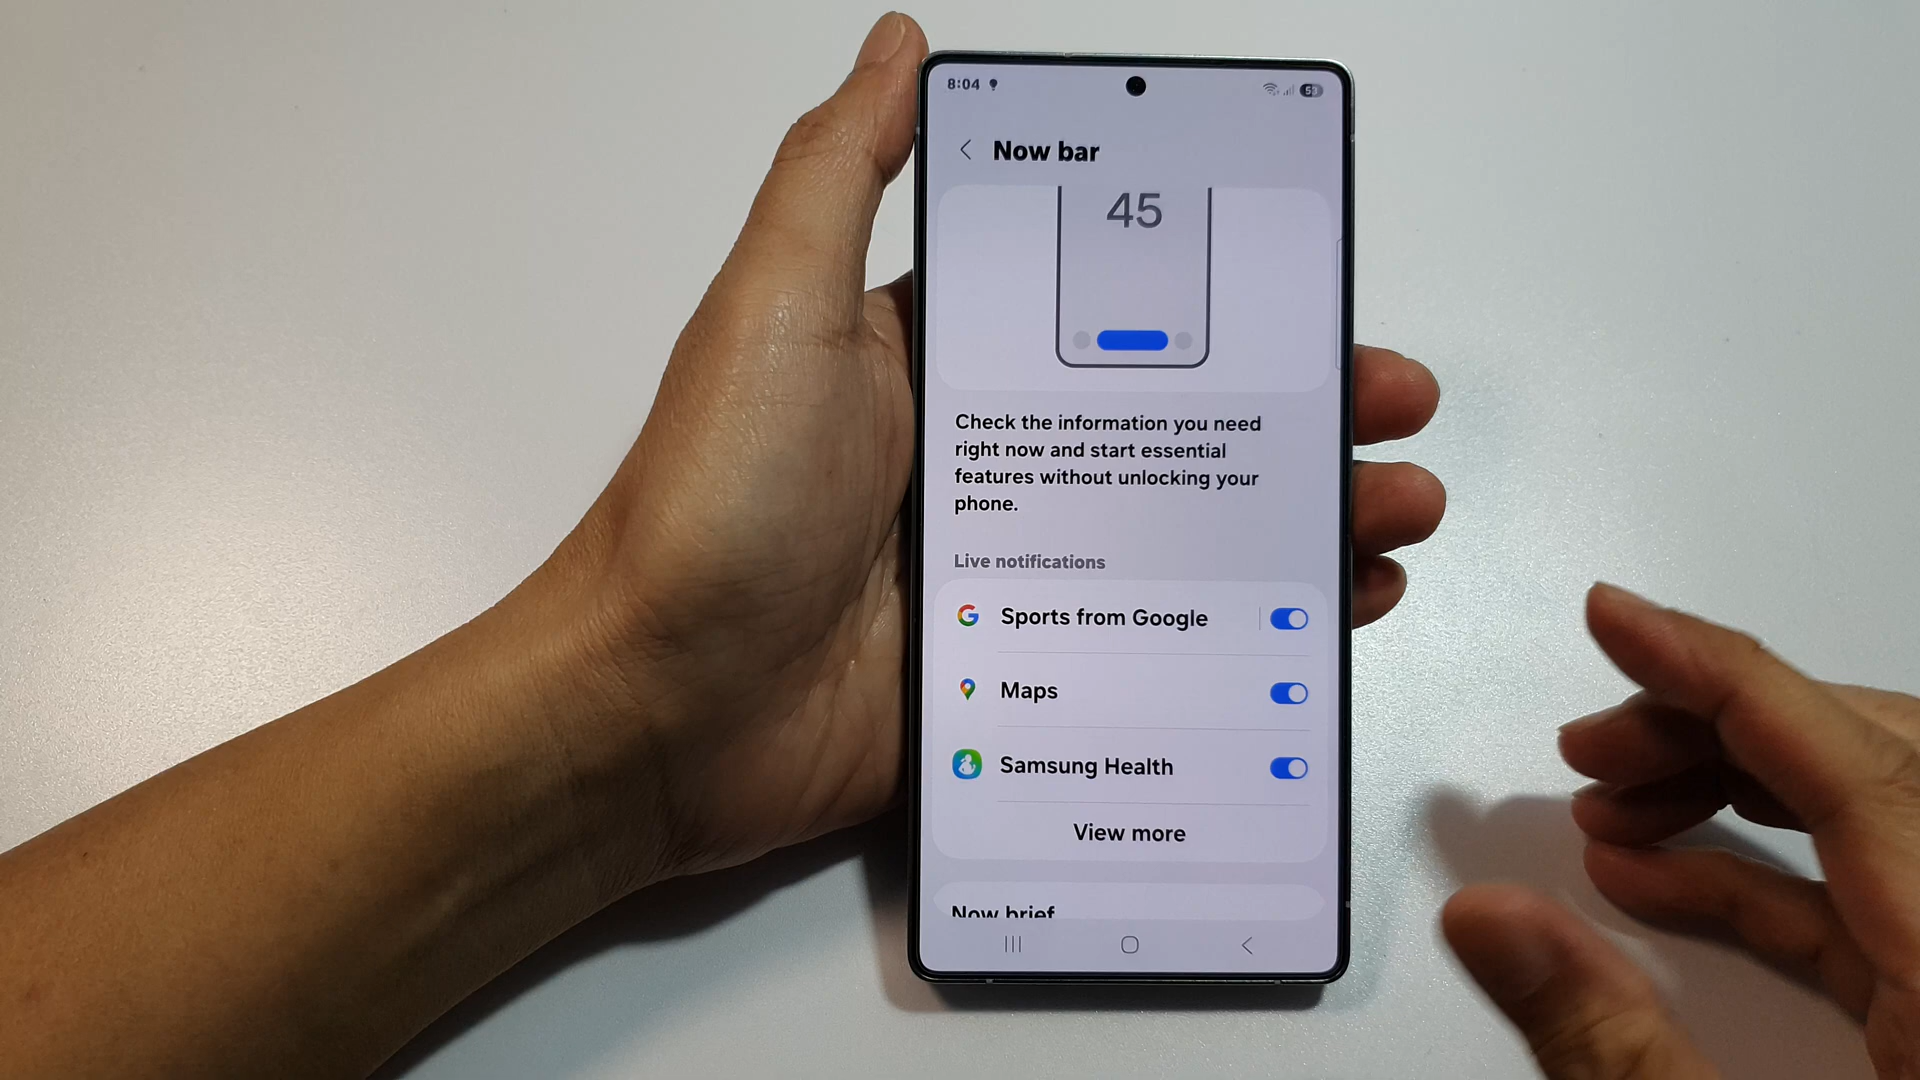 8:04
53
Now bar
45
Check the information you need
right now and start essential
features without unlocking your
phone.
Live notifications
Sports from Google
Maps
Samsung Health
View more
Now brief